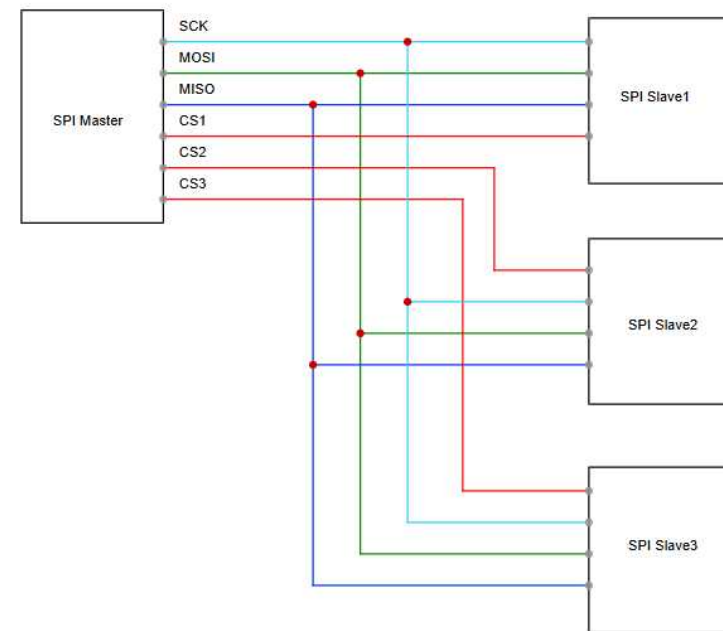 SCK
MOSI
MISO
CS1
CS2
CS3
SPI Master
SPI Slave1
SPI Slave2
SPI Slave3